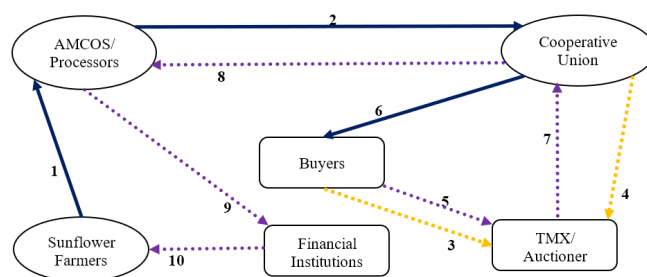 2
AMCOS/
Processors
Cooperative
Union
8
6
7
Buyers
1
4
5
9
3
Sunflower
Farmers
10
Financial
Institutions
TMX/
Auctioner